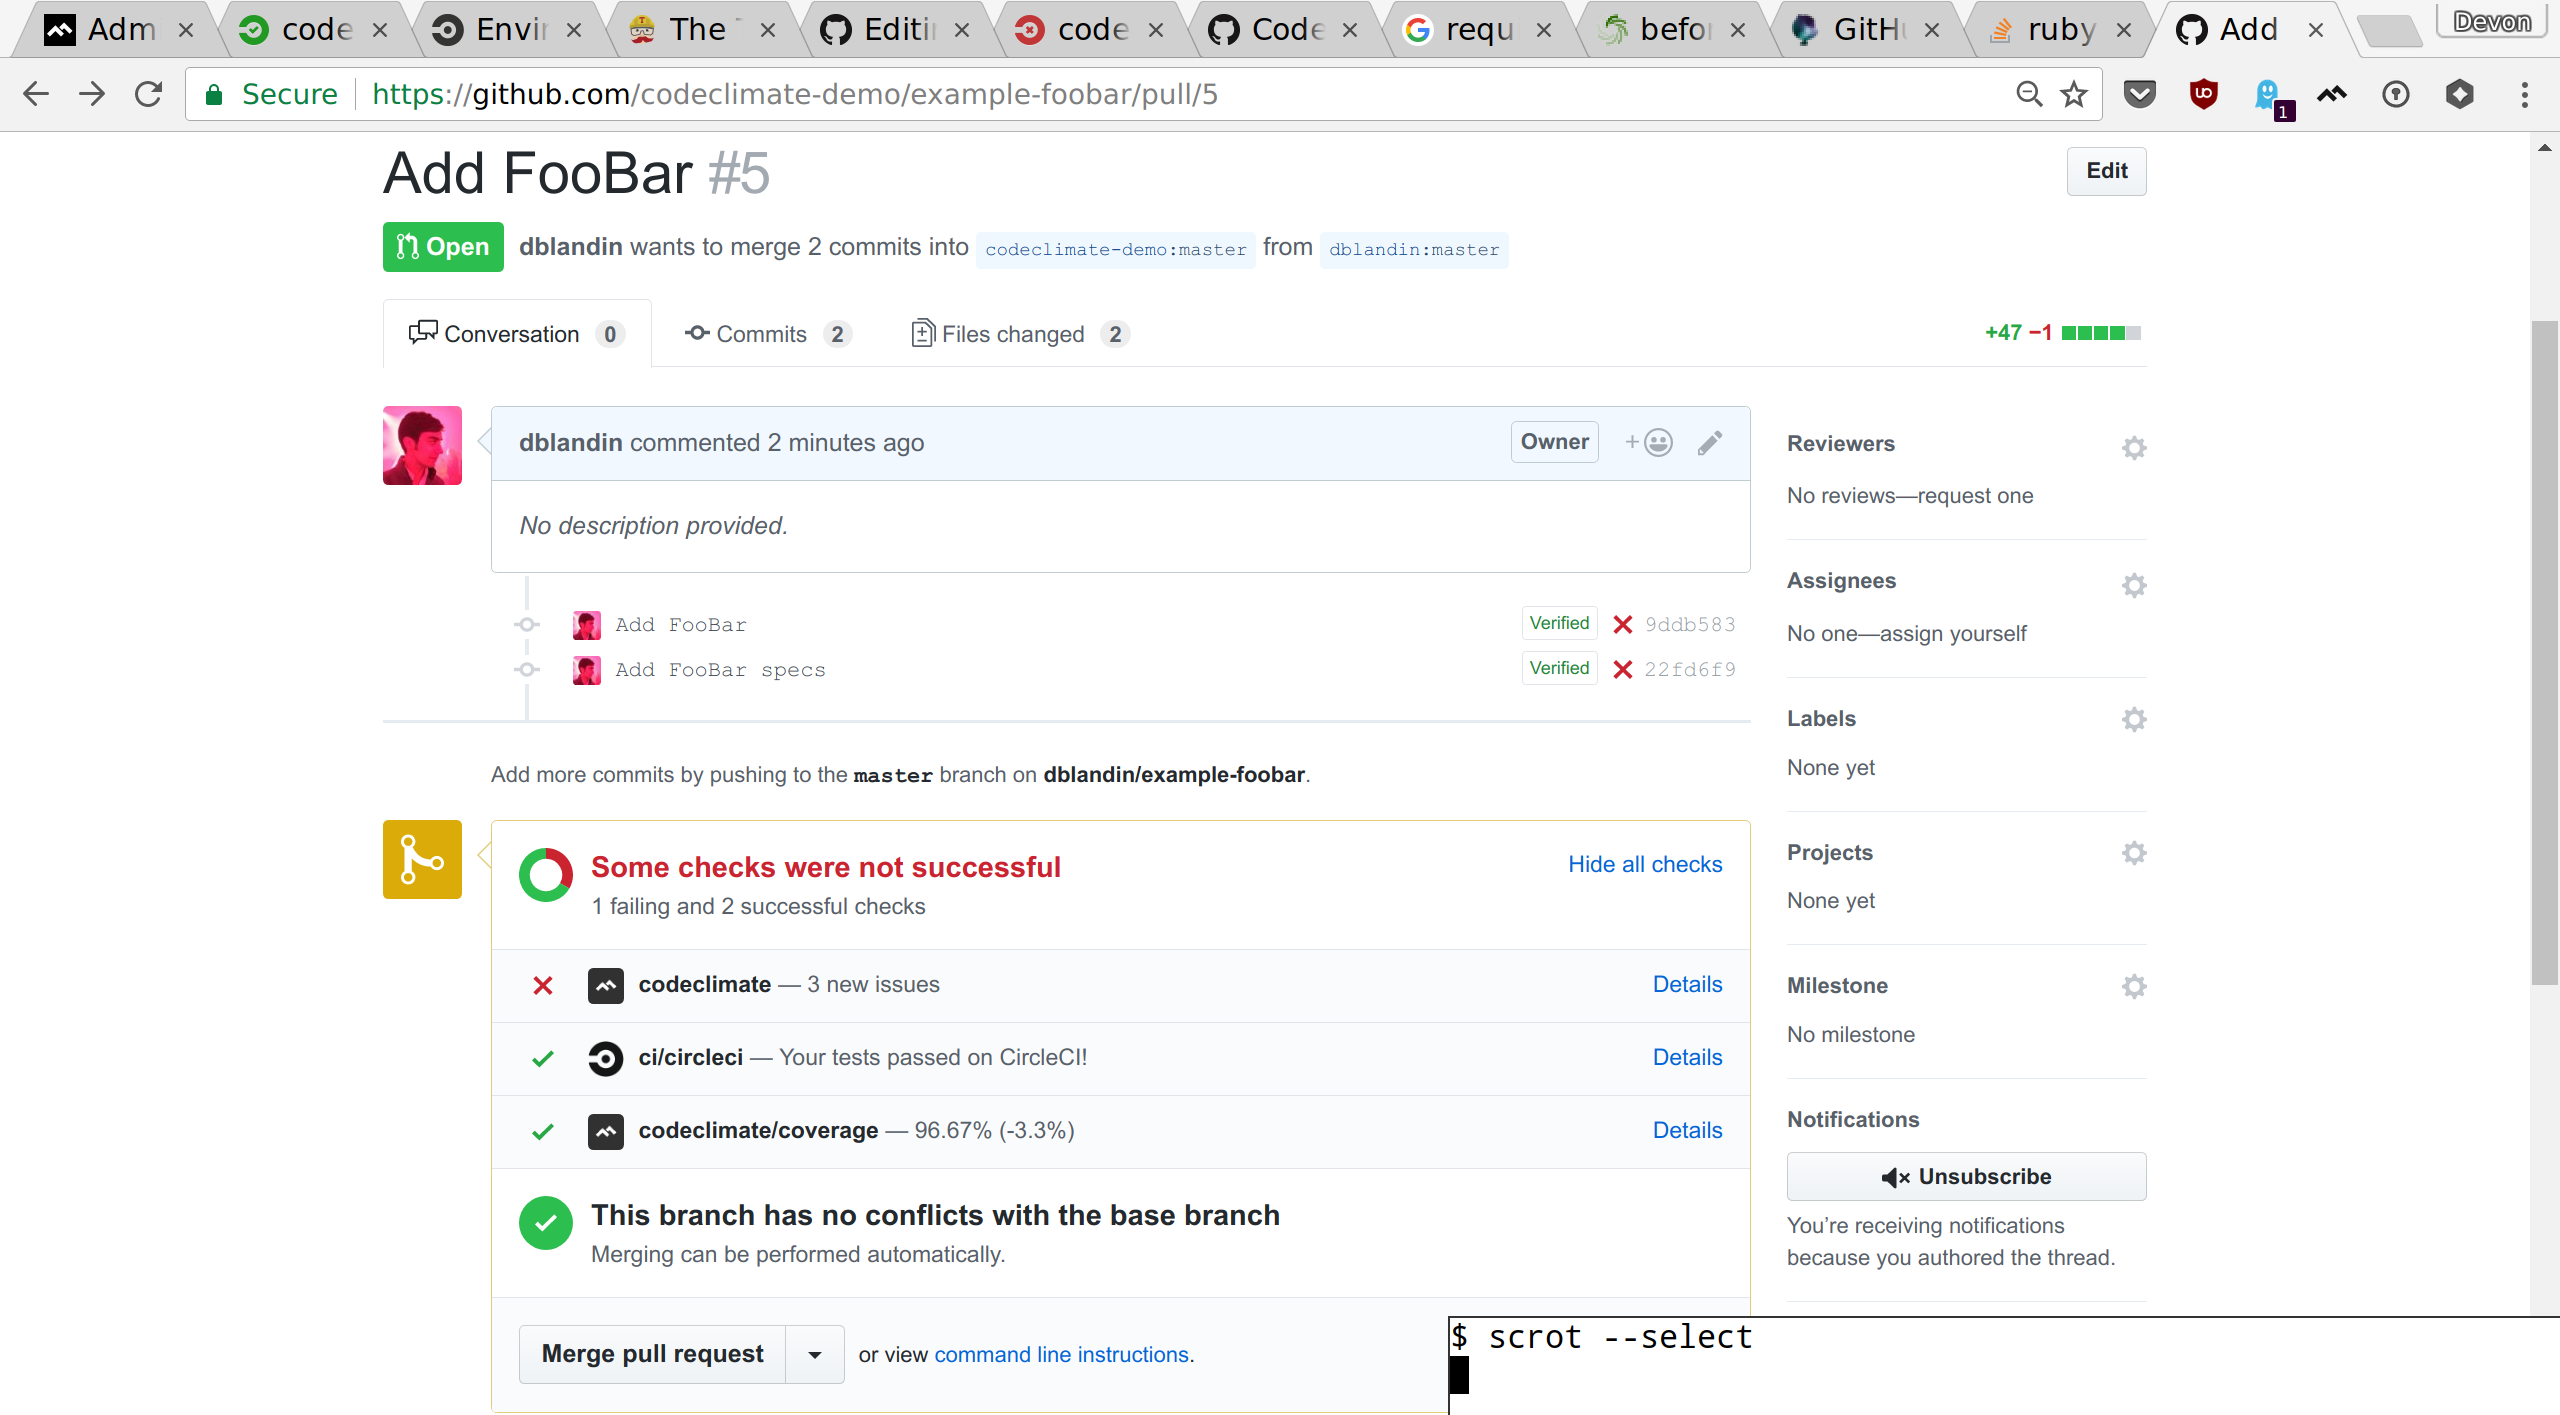 Adm code Envir The Editi code Code requ befor GitHu ruby Add Devon
Secure https://github.com/codeclimate-demo/example-foobar/pull/5
1
Add FooBar #5
Edit
Open dblandin wants to merge 2 commits into codeclimate-demo:master from dblandin:master
Conversation 0 Commits 2 Files changed 2 +47 −1
dblandin commented 2 minutes ago Owner
No description provided.
Add FooBar Verified 9ddb583
Add FooBar specs Verified 22fd6f9
Add more commits by pushing to the master branch on dblandin/example-foobar.
Some checks were not successful Hide all checks
1 failing and 2 successful checks
codeclimate — 3 new issues Details
ci/circleci — Your tests passed on CircleCI! Details
codeclimate/coverage — 96.67% (-3.3%) Details
This branch has no conflicts with the base branch
Merging can be performed automatically.
Merge pull request or view command line instructions.
Reviewers
No reviews—request one
Assignees
No one—assign yourself
Labels
None yet
Projects
None yet
Milestone
No milestone
Notifications
Unsubscribe
You’re receiving notifications
because you authored the thread.
$ scrot --select